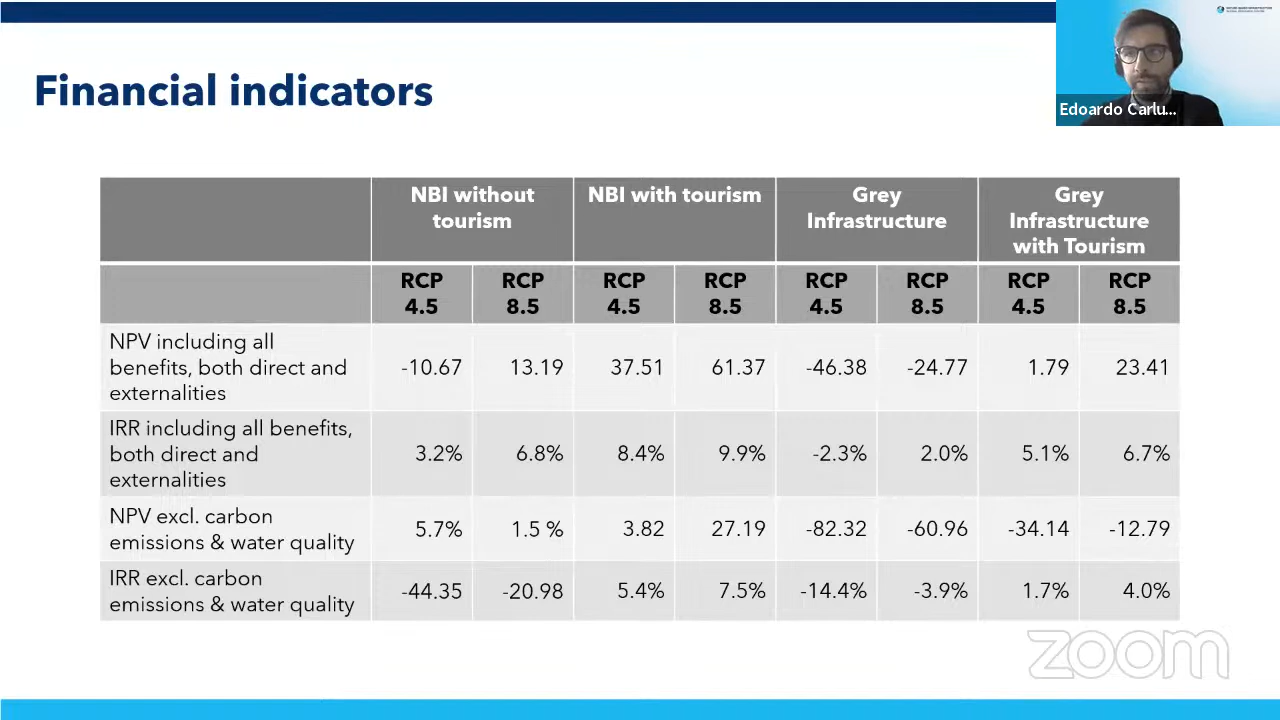 Financial indicators
Edoardo Carlu...
NBI without tourism
NBI with tourism
Grey Infrastructure
Grey Infrastructure with Tourism
RCP 4.5
RCP 8.5
RCP 4.5
RCP 8.5
RCP 4.5
RCP 8.5
RCP 4.5
RCP 8.5
NPV including all benefits, both direct and externalities
-10.67
13.19
37.51
61.37
-46.38
-24.77
1.79
23.41
IRR including all benefits, both direct and externalities
3.2%
6.8%
8.4%
9.9%
-2.3%
2.0%
5.1%
6.7%
NPV excl. carbon emissions & water quality
5.7%
1.5 %
3.82
27.19
-82.32
-60.96
-34.14
-12.79
IRR excl. carbon emissions & water quality
-44.35
-20.98
5.4%
7.5%
-14.4%
-3.9%
1.7%
4.0%
zoom